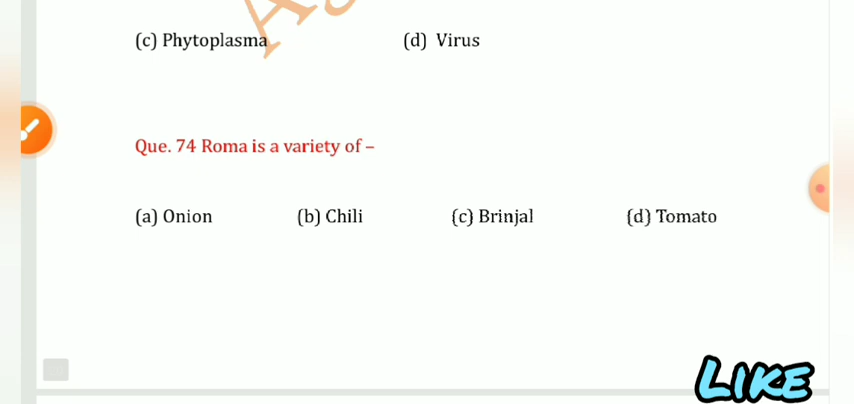 (c) Phytoplasma (d) Virus
Que. 74 Roma is a variety of –
(a) Onion (b) Chili {c} Brinjal {d} Tomato
LIKE